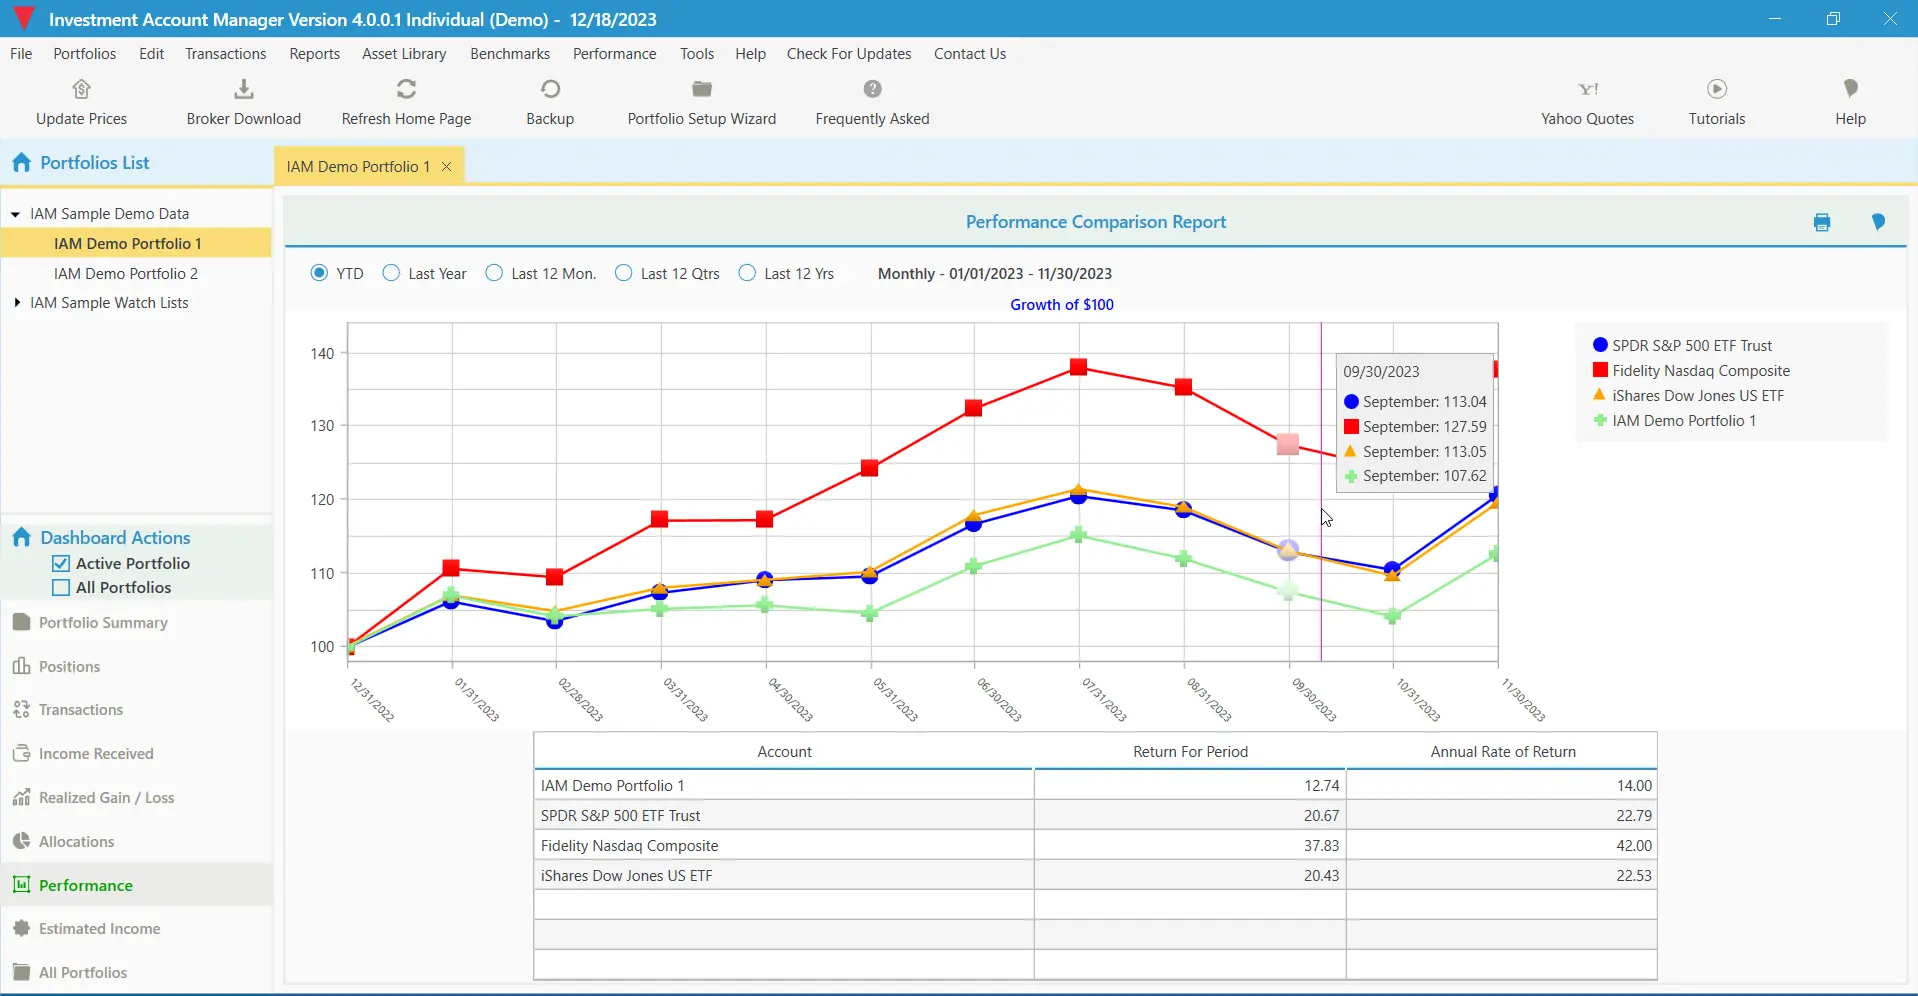 Investment Account Manager Version 4.0.0.1 Individual (Demo) - 12/18/2023
File Portfolios Edit Transactions Reports Asset Library Benchmarks Performance Tools Help Check For Updates Contact Us
Update Prices Broker Download Refresh Home Page Backup Portfolio Setup Wizard Frequently Asked Y! Yahoo Quotes Tutorials Help
Portfolios List
IAM Demo Portfolio 1
IAM Sample Demo Data
IAM Demo Portfolio 1
IAM Demo Portfolio 2
IAM Sample Watch Lists
Dashboard Actions
Active Portfolio
All Portfolios
Portfolio Summary
Positions
Transactions
Income Received
Realized Gain / Loss
Allocations
Performance
Estimated Income
All Portfolios
Performance Comparison Report
YTD Last Year Last 12 Mon. Last 12 Qtrs Last 12 Yrs Monthly - 01/01/2023 - 11/30/2023
Growth of $100
140
130
120
110
100
09/30/2023
September: 113.04
September: 127.59
September: 113.05
September: 107.62
SPDR S&P 500 ETF Trust
Fidelity Nasdaq Composite
iShares Dow Jones US ETF
IAM Demo Portfolio 1
12/31/2022 01/31/2023 02/28/2023 03/31/2023 04/30/2023 05/31/2023 06/30/2023 07/31/2023 08/31/2023 09/30/2023 10/31/2023 11/30/2023
Account Return For Period Annual Rate of Return
IAM Demo Portfolio 1 12.74 14.00
SPDR S&P 500 ETF Trust 20.67 22.79
Fidelity Nasdaq Composite 37.83 42.00
iShares Dow Jones US ETF 20.43 22.53